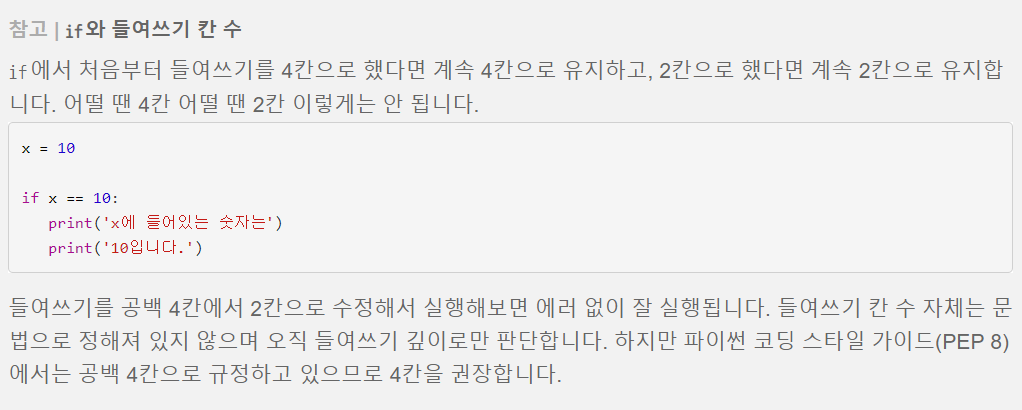 참고 | if와 들여쓰기 칸 수
if에서 처음부터 들여쓰기를 4칸으로 했다면 계속 4칸으로 유지하고, 2칸으로 했다면 계속 2칸으로 유지합
니다. 어떨 땐 4칸 어떨 땐 2칸 이렇게는 안 됩니다.
x = 10
if x == 10:
   print('x에 들어있는 숫자는')
   print('10입니다.')
들여쓰기를 공백 4칸에서 2칸으로 수정해서 실행해보면 에러 없이 잘 실행됩니다. 들여쓰기 칸 수 자체는 문
법으로 정해져 있지 않으며 오직 들여쓰기 깊이로만 판단합니다. 하지만 파이썬 코딩 스타일 가이드(PEP 8)
에서는 공백 4칸으로 규정하고 있으므로 4칸을 권장합니다.